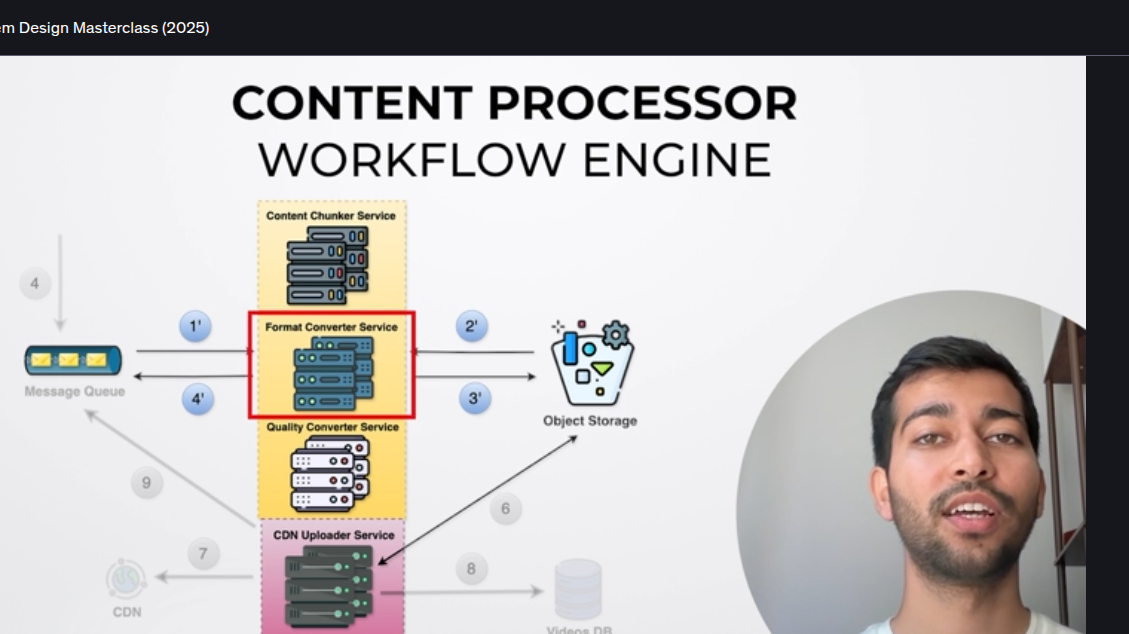 em Design Masterclass (2025)
CONTENT PROCESSOR
WORKFLOW ENGINE
Content Chunker Service
4
1'
Format Converter Service
2'
Message Queue
4'
3'
Object Storage
Quality Converter Service
9
6
CDN Uploader Service
7
8
CDN
Videos DB